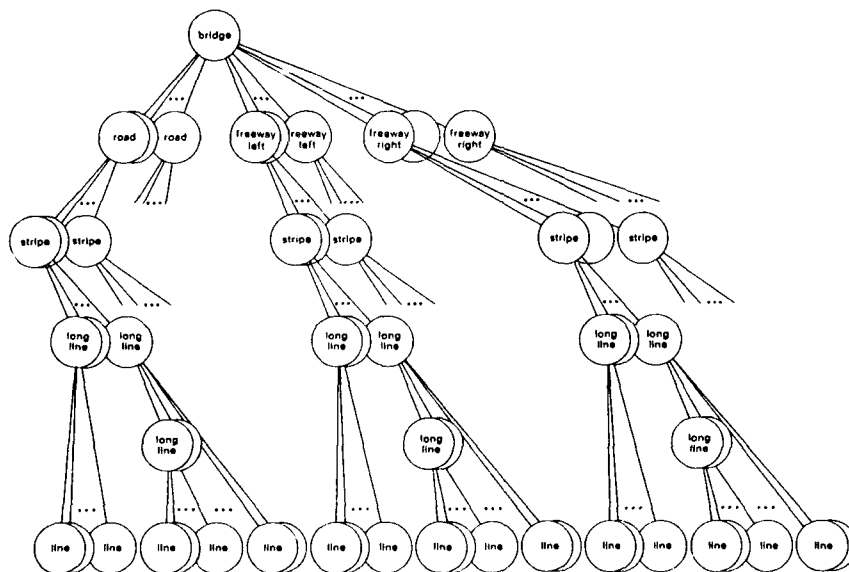 bridge
... ... ...
road road freeway left freeway left freeway right freeway right
... ... ... ... ... ...
stripe stripe stripe stripe stripe stripe
... ... ... ... ... ...
long line long line long line long line long line long line
long line long line long line
... ... ... ... ... ... ... ... ...
line line line line line line line line line line line line line line line